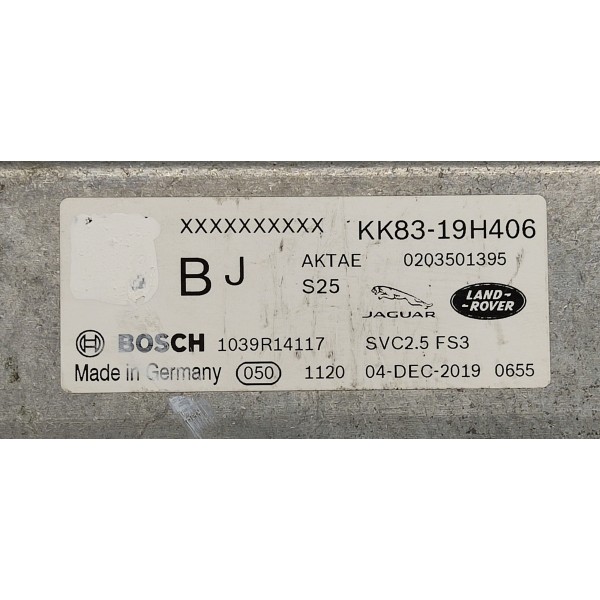 XXXXXXXXXX KK83-19H406
BJ AKTAE 0203501395
S25 JAGUAR LAND-ROVER
BOSCH 1039R14117 SVC2.5 FS3
Made in Germany 050 1120 04-DEC-2019 0655